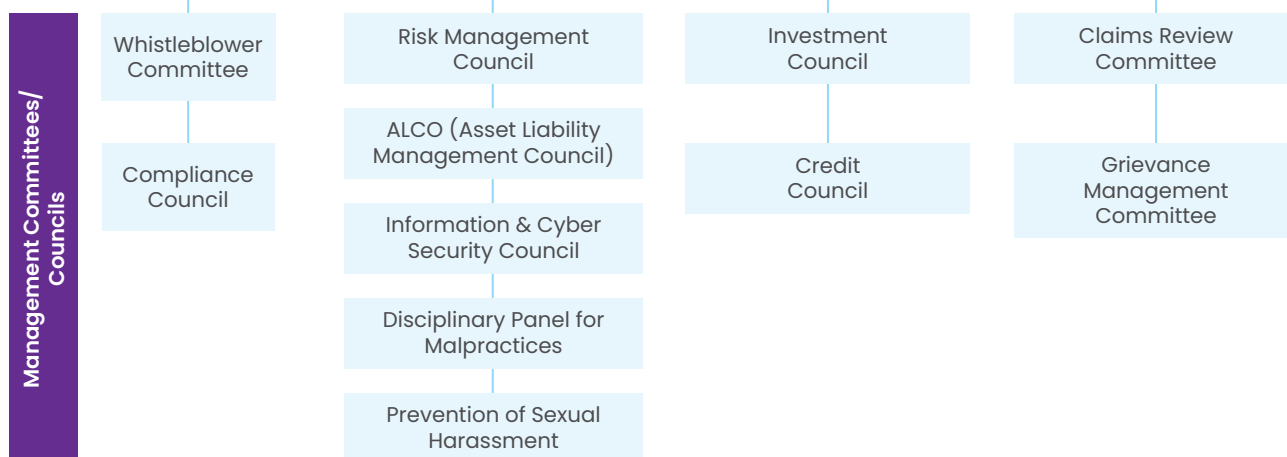 Management Committees/
Councils
Whistleblower
Committee
Compliance
Council
Risk Management
Council
ALCO (Asset Liability
Management Council)
Information & Cyber
Security Council
Disciplinary Panel for
Malpractices
Prevention of Sexual
Harassment
Investment
Council
Credit
Council
Claims Review
Committee
Grievance
Management
Committee